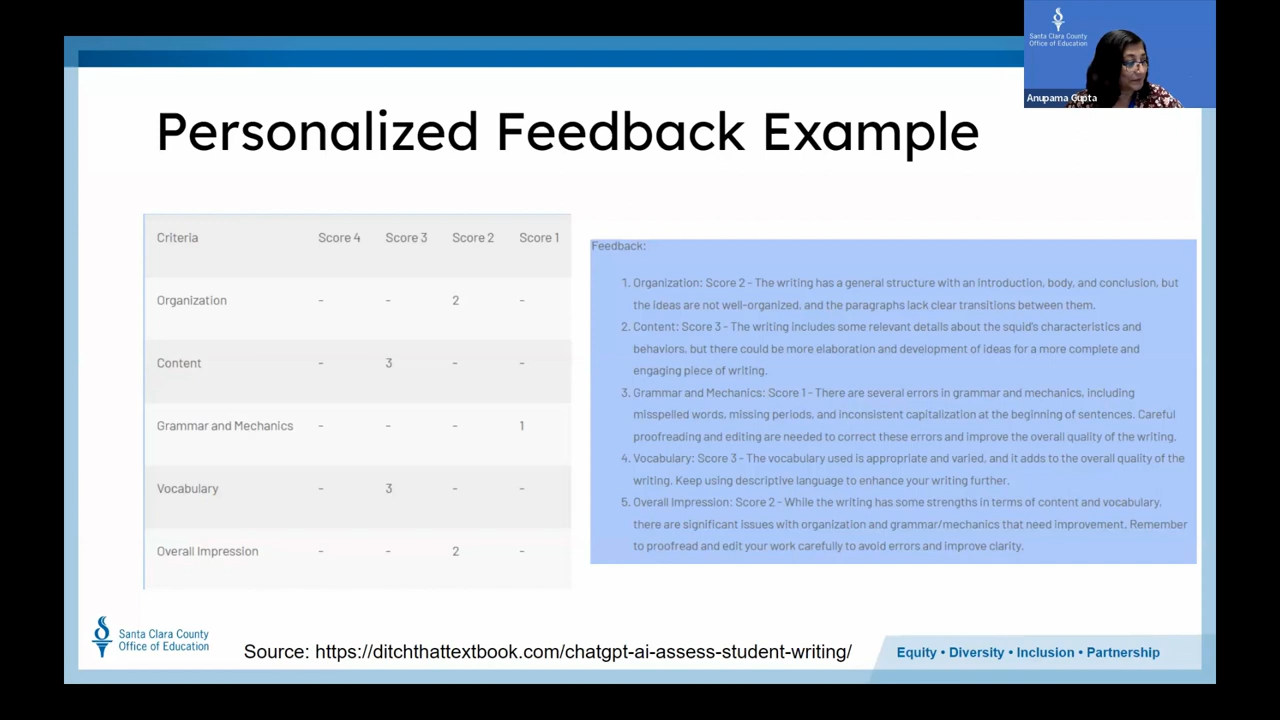 Santa Clara County
Office of Education
Anupama Gupta
Personalized Feedback Example
Criteria Score 4 Score 3 Score 2 Score 1
Organization - - 2 -
Content - 3 - -
Grammar and Mechanics - - - 1
Vocabulary - 3 - -
Overall Impression - - 2 -
Feedback:
1. Organization: Score 2 - The writing has a general structure with an introduction, body, and conclusion, but
the ideas are not well-organized, and the paragraphs lack clear transitions between them.
2. Content: Score 3 - The writing includes some relevant details about the squid's characteristics and
behaviors, but there could be more elaboration and development of ideas for a more complete and
engaging piece of writing.
3. Grammar and Mechanics: Score 1 - There are several errors in grammar and mechanics, including
misspelled words, missing periods, and inconsistent capitalization at the beginning of sentences. Careful
proofreading and editing are needed to correct these errors and improve the overall quality of the writing.
4. Vocabulary: Score 3 - The vocabulary used is appropriate and varied, and it adds to the overall quality of the
writing. Keep using descriptive language to enhance your writing further.
5. Overall Impression: Score 2 - While the writing has some strengths in terms of content and vocabulary,
there are significant issues with organization and grammar/mechanics that need improvement. Remember
to proofread and edit your work carefully to avoid errors and improve clarity.
Santa Clara County
Office of Education
Source: https://ditchthattextbook.com/chatgpt-ai-assess-student-writing/
Equity • Diversity • Inclusion • Partnership